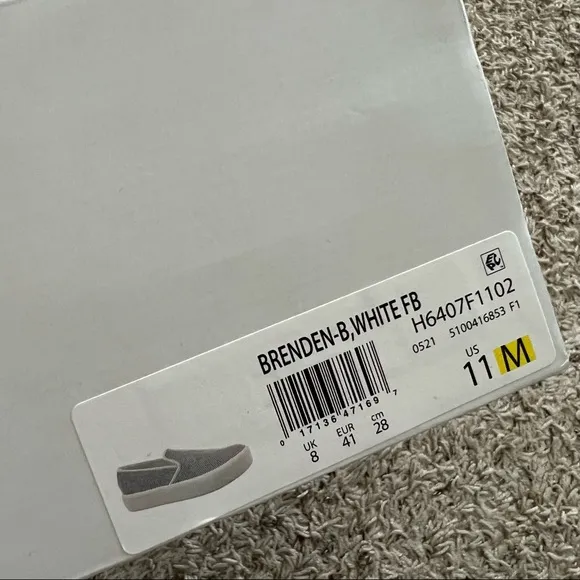 BRENDEN-B,WHITE FB
H6407F1102
0521 5100416853 F1
0 17136 47169 7
UK EUR cm
8 41 28
US
11 M